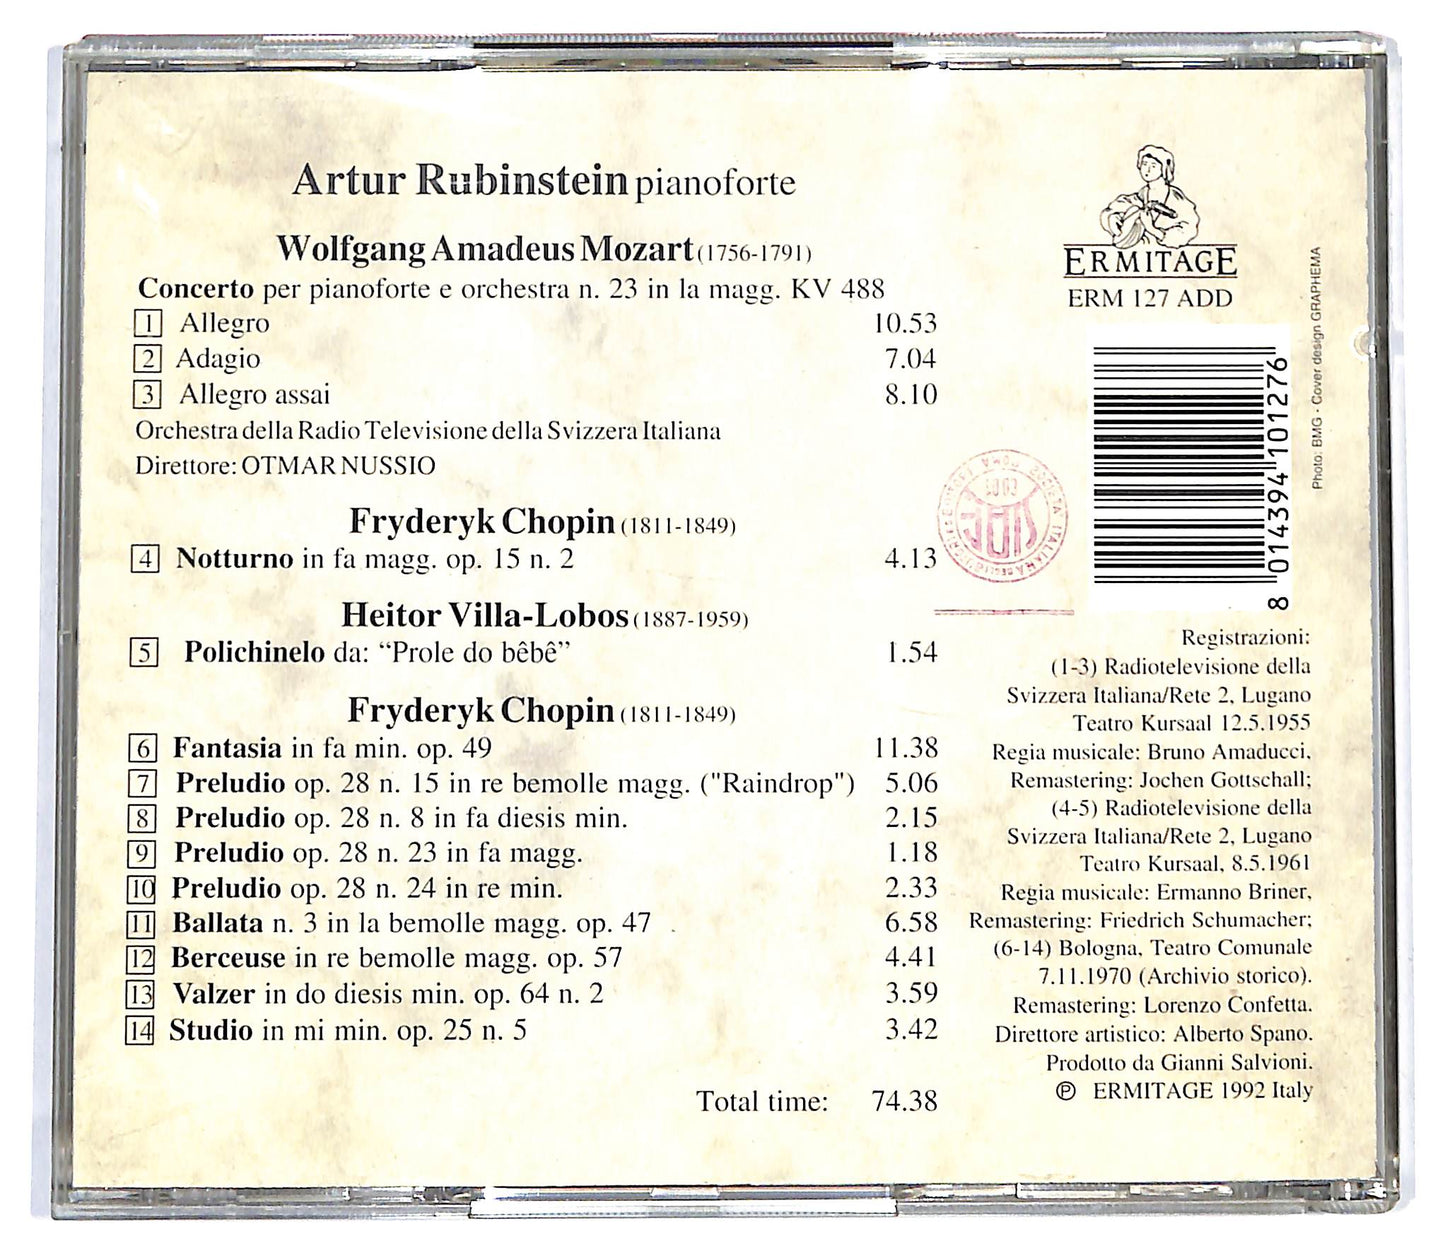 Artur Rubinstein pianoforte
Wolfgang Amadeus Mozart (1756-1791)
Concerto per pianoforte e orchestra n. 23 in la magg. KV 488
1 Allegro 10.53
2 Adagio 7.04
3 Allegro assai 8.10
Orchestra della Radio Televisione della Svizzera Italiana
Direttore: OTMAR NUSSIO
Fryderyk Chopin (1811-1849)
4 Notturno in fa magg. op. 15 n. 2 4.13
Heitor Villa-Lobos (1887-1959)
5 Polichinelo da: “Prole do bêbê” 1.54
Fryderyk Chopin (1811-1849)
6 Fantasia in fa min. op. 49 11.38
7 Preludio op. 28 n. 15 in re bemolle magg. ("Raindrop") 5.06
8 Preludio op. 28 n. 8 in fa diesis min. 2.15
9 Preludio op. 28 n. 23 in fa magg. 1.18
10 Preludio op. 28 n. 24 in re min. 2.33
11 Ballata n. 3 in la bemolle magg. op. 47 6.58
12 Berceuse in re bemolle magg. op. 57 4.41
13 Valzer in do diesis min. op. 64 n. 2 3.59
14 Studio in mi min. op. 25 n. 5 3.42
Total time: 74.38
ERMITAGE
ERM 127 ADD
8 014394 101276
Photo: BMG - Cover design GRAPHEMA
SIAE
Registrazioni:
(1-3) Radiotelevisione della
Svizzera Italiana/Rete 2, Lugano
Teatro Kursaal 12.5.1955
Regia musicale: Bruno Amaducci,
Remastering: Jochen Gottschall;
(4-5) Radiotelevisione della
Svizzera Italiana/Rete 2, Lugano
Teatro Kursaal, 8.5.1961
Regia musicale: Ermanno Briner,
Remastering: Friedrich Schumacher;
(6-14) Bologna, Teatro Comunale
7.11.1970 (Archivio storico).
Remastering: Lorenzo Confetta.
Direttore artistico: Alberto Spano.
Prodotto da Gianni Salvioni.
℗ ERMITAGE 1992 Italy